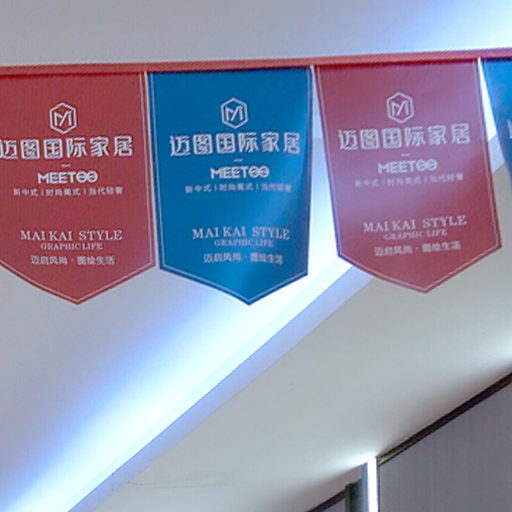 迈图国际家居
MEETOO
新中式 | 时尚美式 | 当代轻奢
MAI KAI STYLE
GRAPHIC LIFE
迈启风尚 · 图绘生活
迈图国际家居
MEETOO
新中式 | 时尚美式 | 当代轻奢
MAI KAI STYLE
GRAPHIC LIFE
迈启风尚 · 图绘生活
迈图国际家居
MEETOO
新中式 | 时尚美式 | 当代轻奢
MAI KAI STYLE
GRAPHIC LIFE
迈启风尚 · 图绘生活